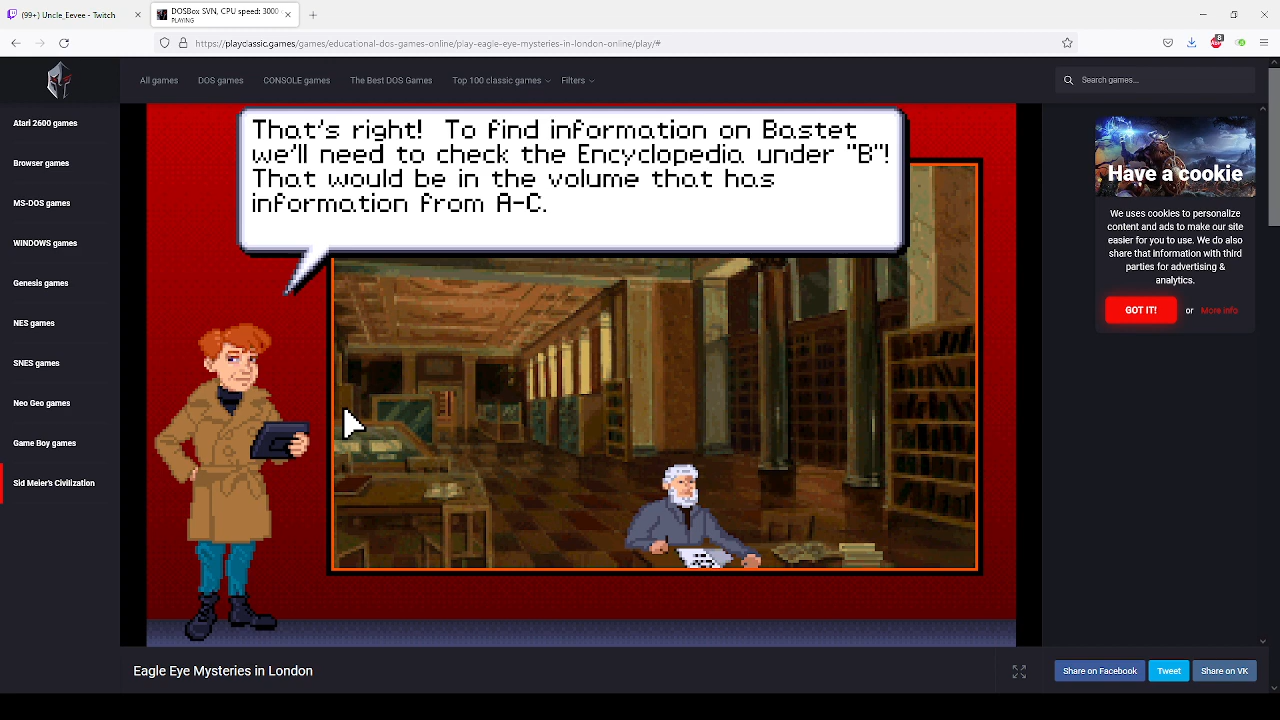 (99+) Uncle_Eevee - Twitch
DOSBox SVN, CPU speed: 3000
PLAYING
https://playclassic.games/games/educational-dos-games-online/play-eagle-eye-mysteries-in-london-online/play/#
8
All games
DOS games
CONSOLE games
The Best DOS Games
Top 100 classic games
Filters
Search games...
Atari 2600 games
Browser games
MS-DOS games
WINDOWS games
Genesis games
NES games
SNES games
Neo Geo games
Game Boy games
Sid Meier's Civilization
That's right! To find information on Bastet
we'll need to check the Encyclopedia under "B"!
That would be in the volume that has
information from A-C.
Have a cookie
We uses cookies to personalize
content and ads to make our site
easier for you to use. We do also
share that information with third
parties for advertising &
analytics.
GOT IT!
or
More info
Eagle Eye Mysteries in London
Share on Facebook
Tweet
Share on VK